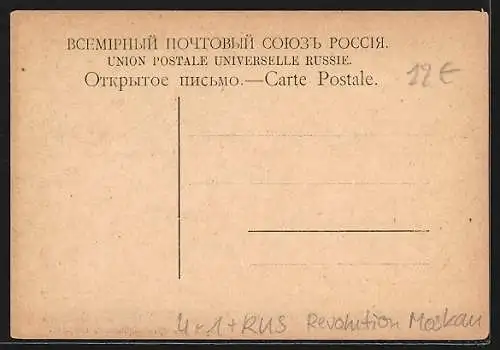 ВСЕМІРНЫЙ ПОЧТОВЫЙ СОЮЗЪ РОССІЯ.
UNION POSTALE UNIVERSELLE RUSSIE.
Открытое письмо.—Carte Postale.
12€
4+1+RUS Revolution Moskau